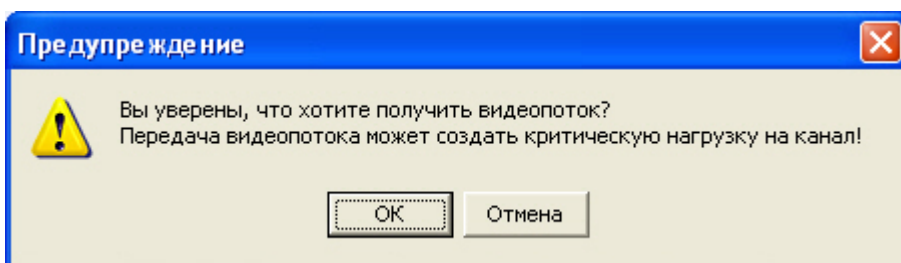 Предупреждение
Вы уверены, что хотите получить видеопоток?
Передача видеопотока может создать критическую нагрузку на канал!
ОК
Отмена